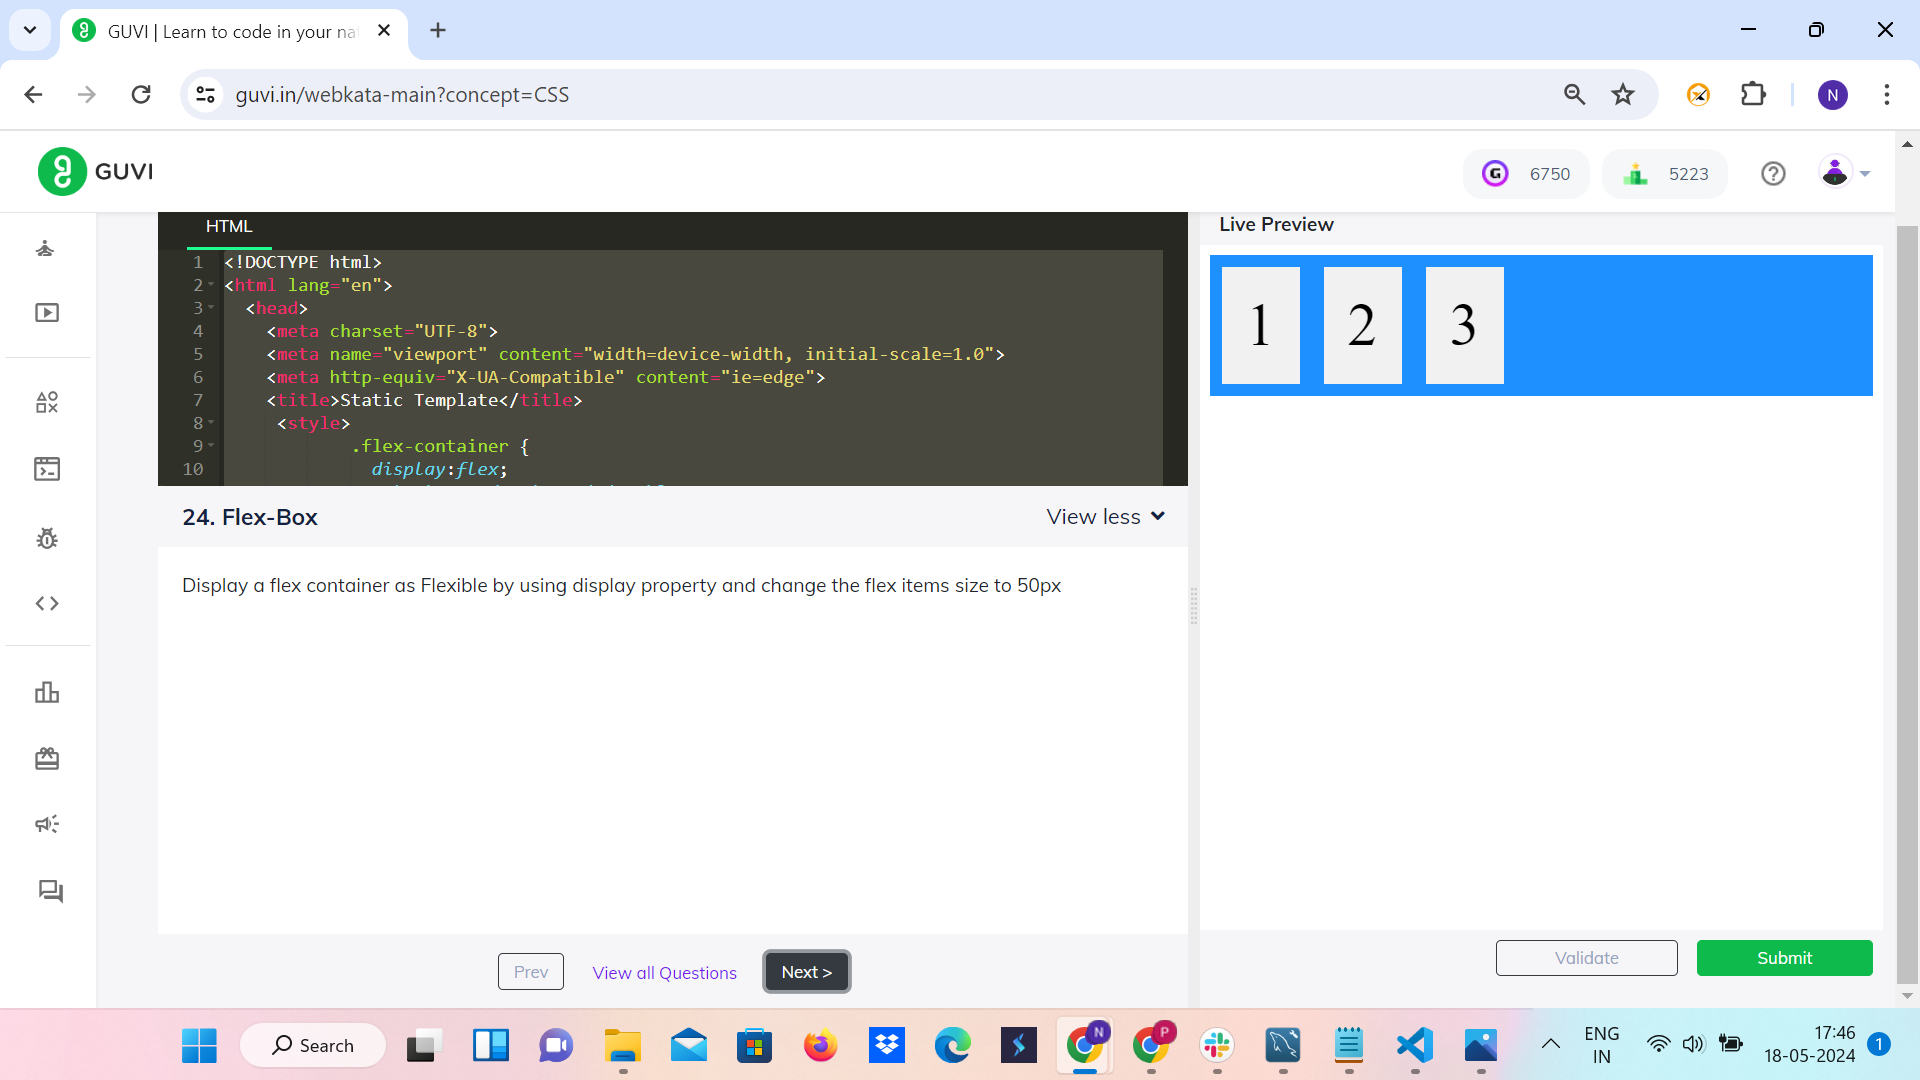 GUVI | Learn to code in your na
guvi.in/webkata-main?concept=CSS
N
GUVI
G 6750
5223
HTML
Live Preview
1 <!DOCTYPE html>
2 <html lang="en">
3 <head>
4 <meta charset="UTF-8">
5 <meta name="viewport" content="width=device-width, initial-scale=1.0">
6 <meta http-equiv="X-UA-Compatible" content="ie=edge">
7 <title>Static Template</title>
8 <style>
9 .flex-container {
10 display:flex;
1 2 3
24. Flex-Box
View less
Display a flex container as Flexible by using display property and change the flex items size to 50px
Prev
View all Questions
Next >
Validate
Submit
Search
N
P
ENG
IN
17:46
18-05-2024
1